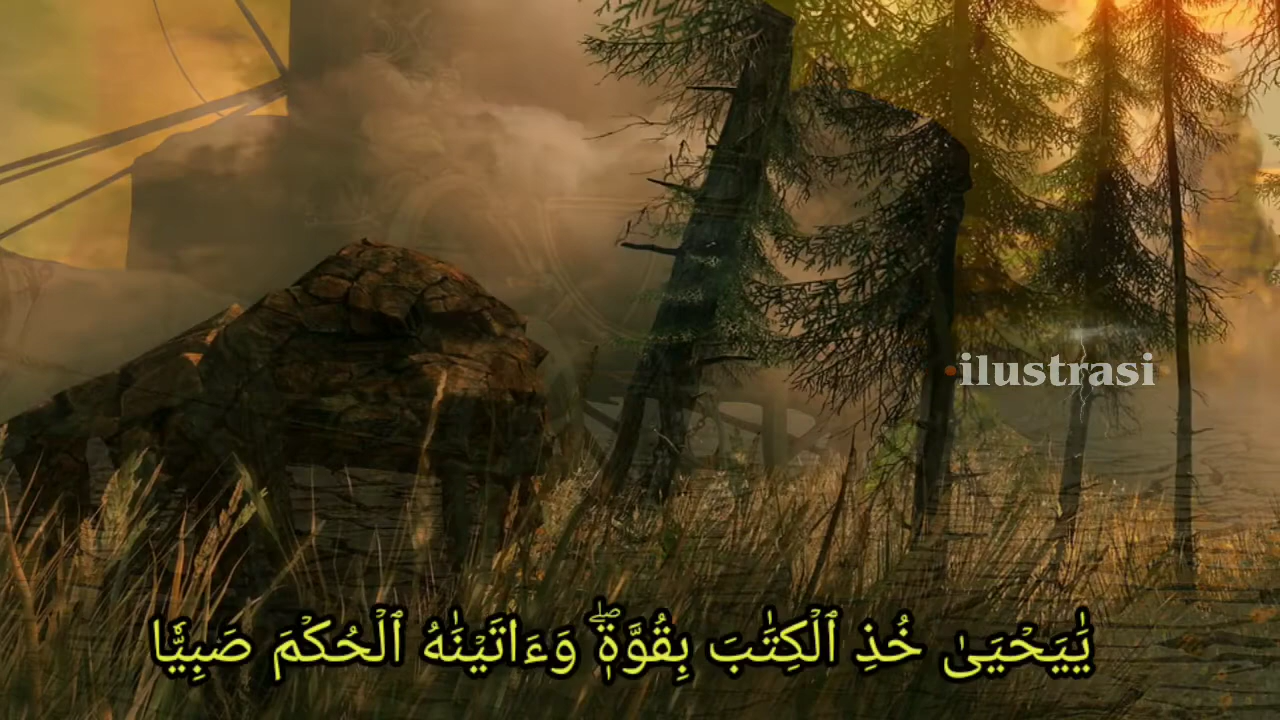 •ilustrasi
يَٰيَحْيَىٰ خُذِ ٱلْكِتَٰبَ بِقُوَّةٍۖ وَءَاتَيْنَٰهُ ٱلْحُكْمَ صَبِيًّا